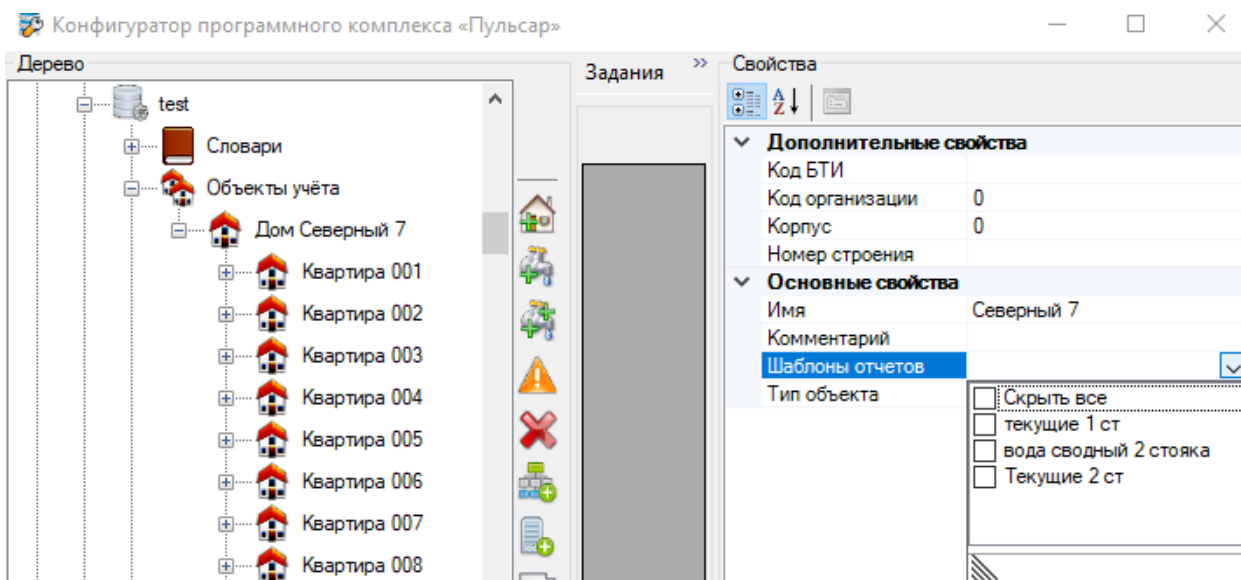 Конфигуратор программного комплекса «Пульсар»
Дерево
test
Словари
Объекты учёта
Дом Северный 7
Квартира 001
Квартира 002
Квартира 003
Квартира 004
Квартира 005
Квартира 006
Квартира 007
Квартира 008
Задания
Свойства
Дополнительные свойства
Код БТИ
Код организации 0
Корпус 0
Номер строения
Основные свойства
Имя Северный 7
Комментарий
Шаблоны отчетов
Тип объекта
Скрыть все
текущие 1 ст
вода сводный 2 стояка
Текущие 2 ст